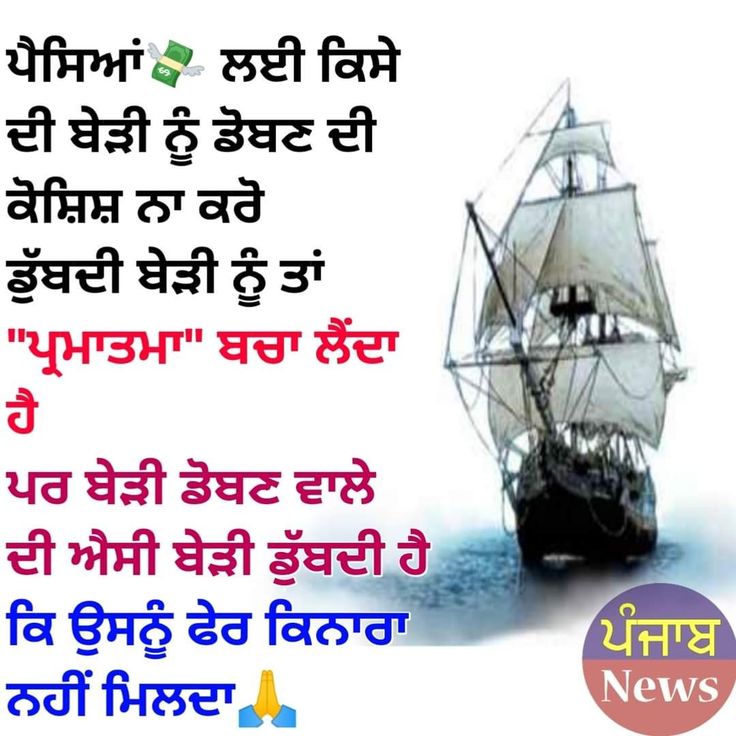 ਪੈਸਿਆਂ💸 ਲਈ ਕਿਸੇ
ਦੀ ਬੇੜੀ ਨੂੰ ਡੋਬਣ ਦੀ
ਕੋਸ਼ਿਸ਼ ਨਾ ਕਰੋ
ਡੁੱਬਦੀ ਬੇੜੀ ਨੂੰ ਤਾਂ
"ਪ੍ਰਮਾਤਮਾ" ਬਚਾ ਲੈਂਦਾ
ਹੈ
ਪਰ ਬੇੜੀ ਡੋਬਣ ਵਾਲੇ
ਦੀ ਐਸੀ ਬੇੜੀ ਡੁੱਬਦੀ ਹੈ
ਕਿ ਉਸਨੂੰ ਫੇਰ ਕਿਨਾਰਾ
ਨਹੀਂ ਮਿਲਦਾ🙏
ਪੰਜਾਬ
News